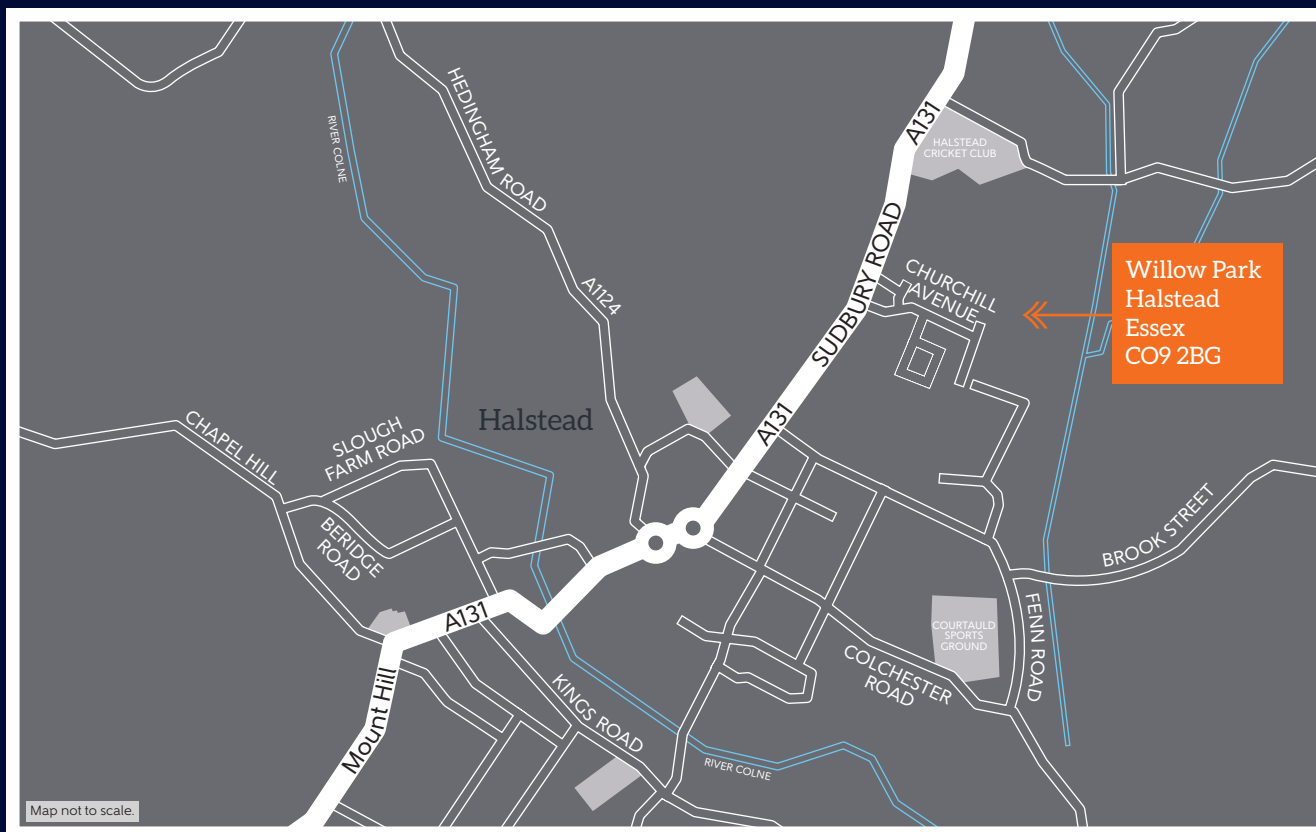 HEDINGHAM ROAD
RIVER COLNE
A131
HALSTEAD
CRICKET CLUB
SUDBURY ROAD
CHURCHILL
AVENUE
Willow Park
Halstead
Essex
CO9 2BG
A1124
Halstead
A131
CHAPEL HILL
SLOUGH
FARM ROAD
BERIDGE
ROAD
BROOK STREET
A131
FENN ROAD
COURTAULD
SPORTS
GROUND
COLCHESTER
ROAD
Mount Hill
KINGS ROAD
RIVER COLNE
Map not to scale.